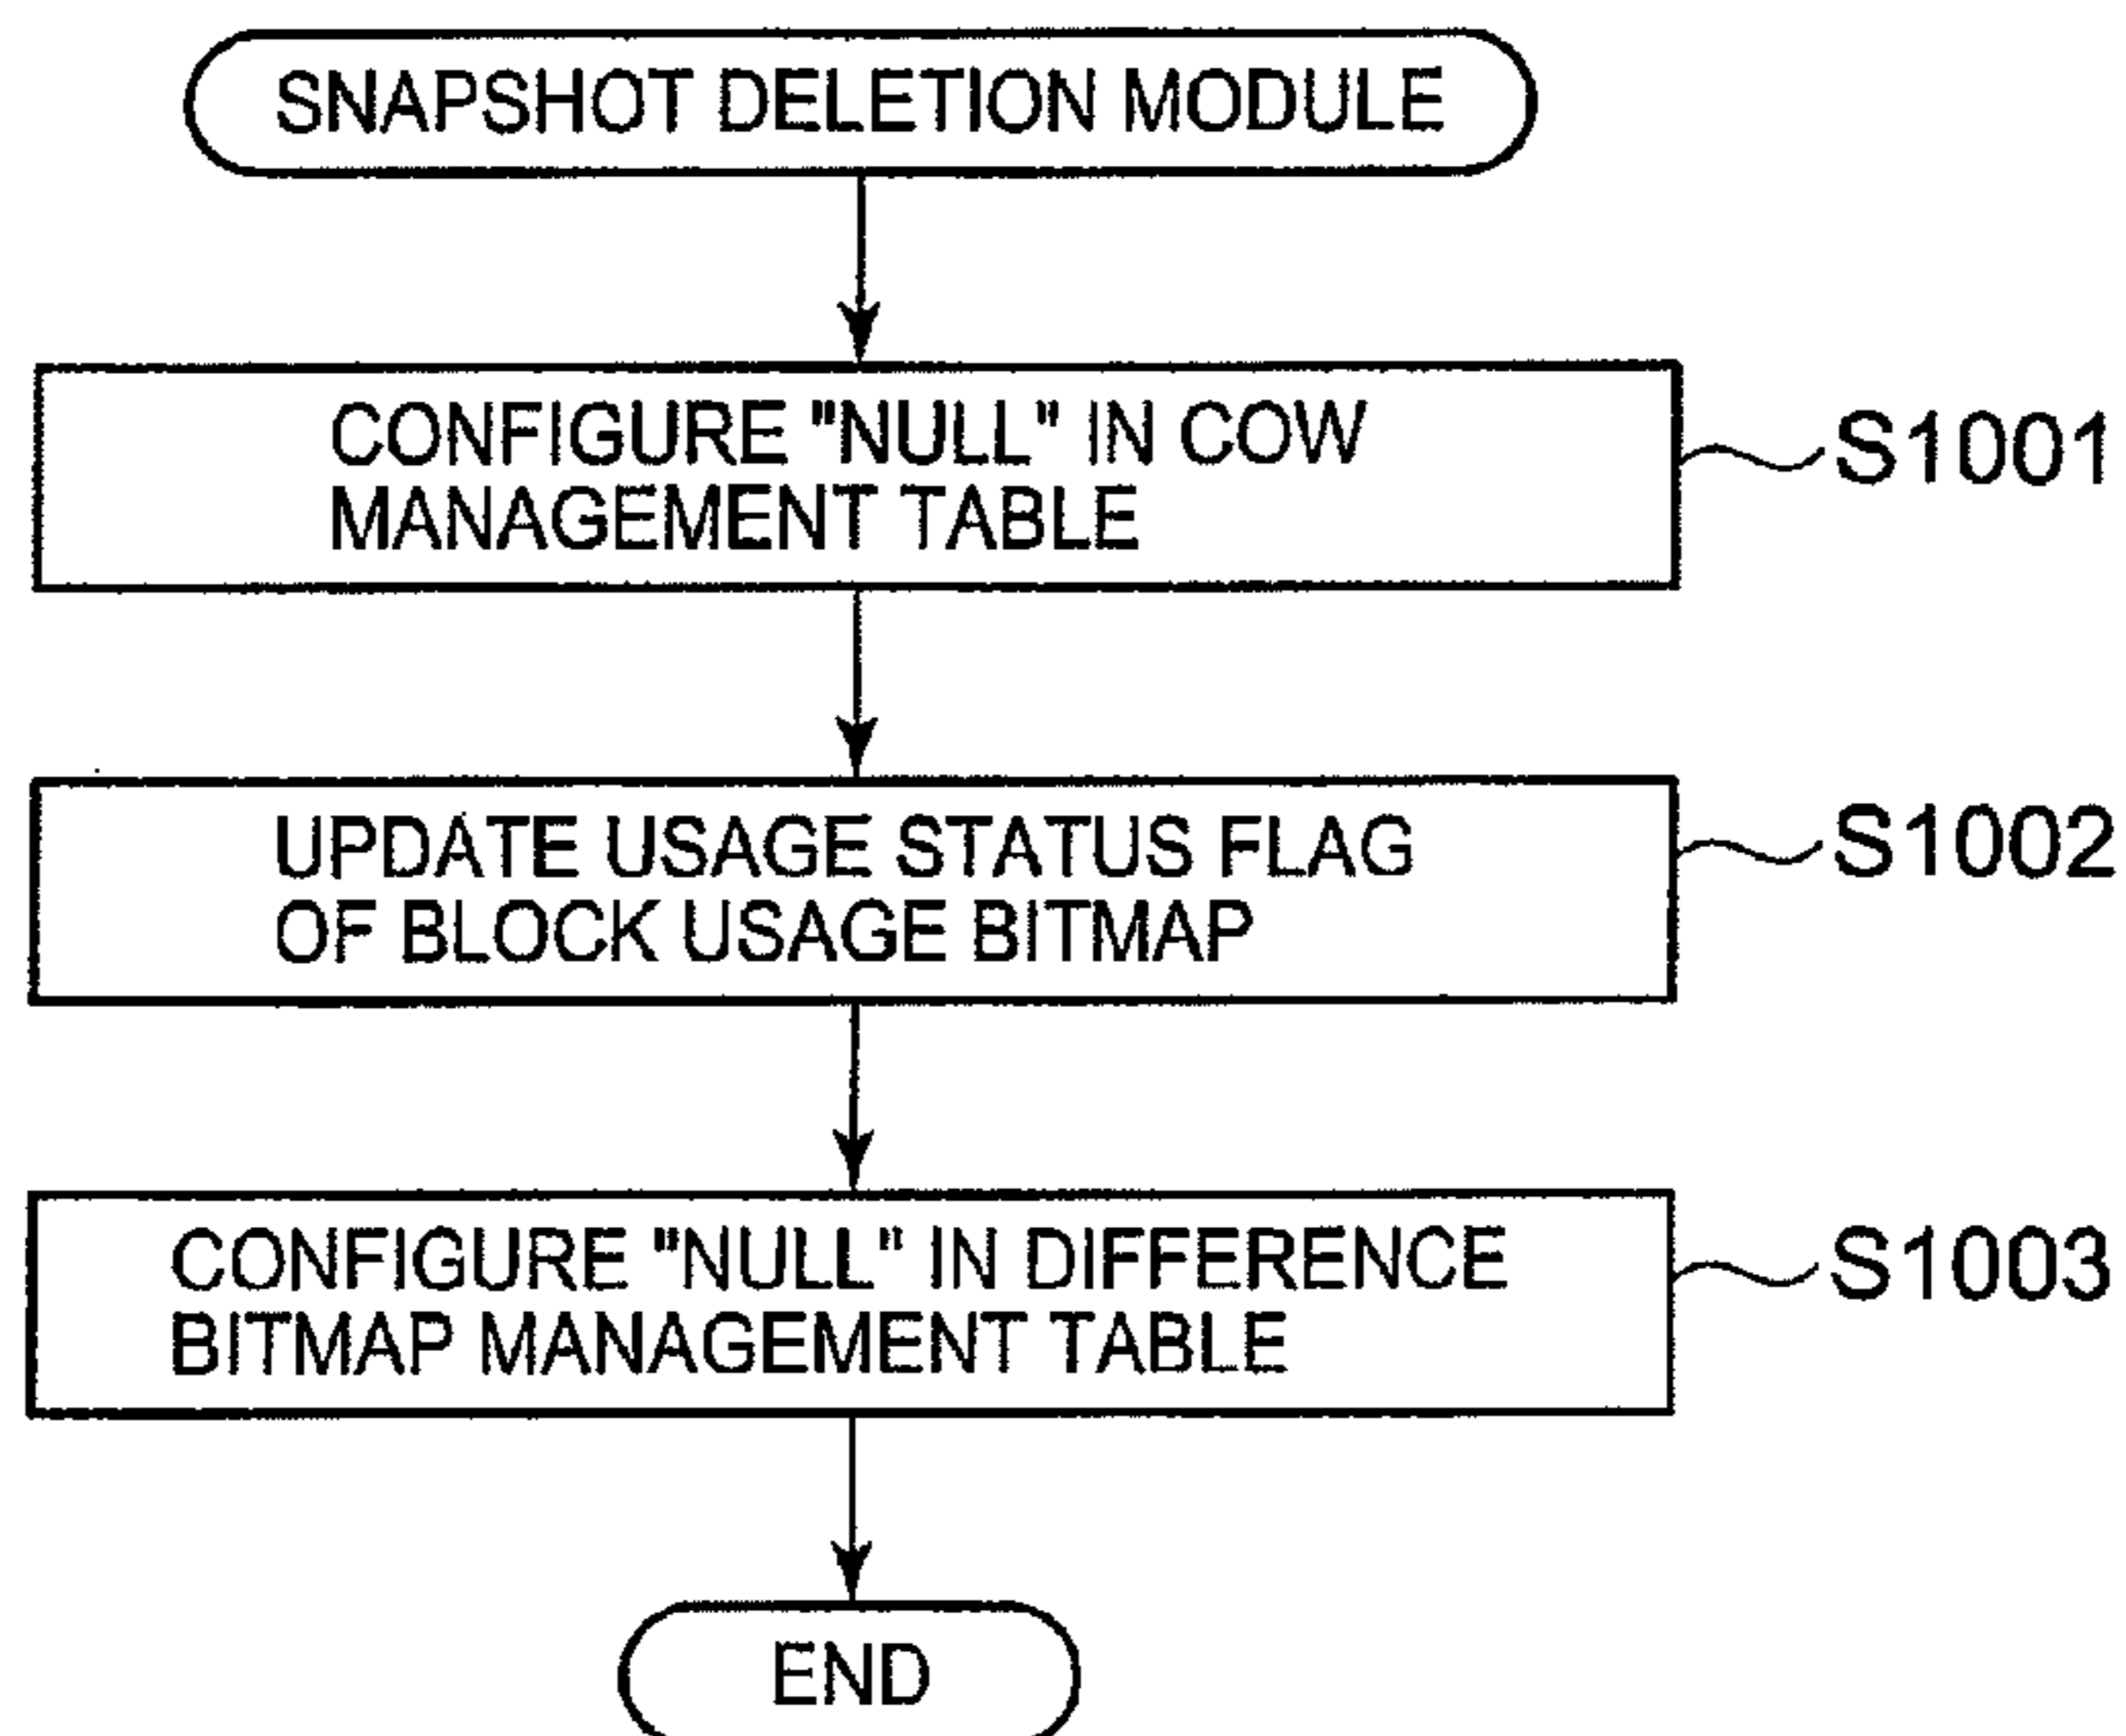 SNAPSHOT DELETION MODULE
CONFIGURE "NULL" IN COW
MANAGEMENT TABLE
S1001
UPDATE USAGE STATUS FLAG
OF BLOCK USAGE BITMAP
S1002
CONFIGURE "NULL" IN DIFFERENCE
BITMAP MANAGEMENT TABLE
S1003
END